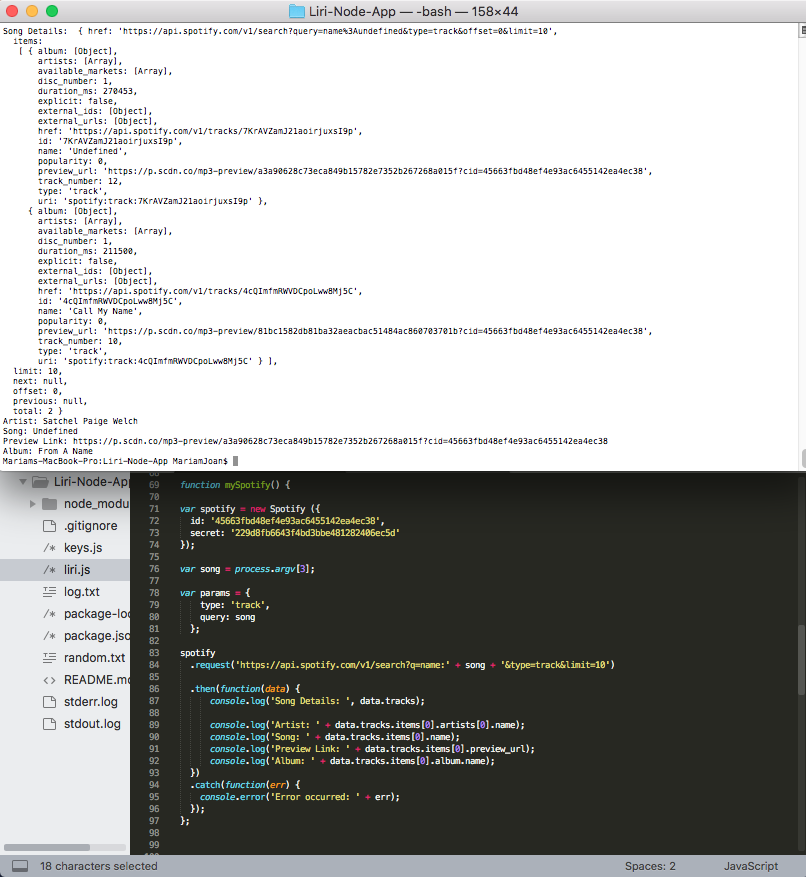 Liri-Node-App — -bash — 158×44
Song Details:  { href: 'https://api.spotify.com/v1/search?query=name%3Aundefined&type=track&offset=0&limit=10',
  items:
   [ { album: [Object],
       artists: [Array],
       available_markets: [Array],
       disc_number: 1,
       duration_ms: 270453,
       explicit: false,
       external_ids: [Object],
       external_urls: [Object],
       href: 'https://api.spotify.com/v1/tracks/7KrAVZamJ21aoirjuxsI9p',
       id: '7KrAVZamJ21aoirjuxsI9p',
       name: 'Undefined',
       popularity: 0,
       preview_url: 'https://p.scdn.co/mp3-preview/a3a90628c73eca849b15782e7352b267268a015f?cid=45663fbd48ef4e93ac6455142ea4ec38',
       track_number: 12,
       type: 'track',
       uri: 'spotify:track:7KrAVZamJ21aoirjuxsI9p' },
     { album: [Object],
       artists: [Array],
       available_markets: [Array],
       disc_number: 1,
       duration_ms: 211500,
       explicit: false,
       external_ids: [Object],
       external_urls: [Object],
       href: 'https://api.spotify.com/v1/tracks/4cQImfmRWVDCpoLww8Mj5C',
       id: '4cQImfmRWVDCpoLww8Mj5C',
       name: 'Call My Name',
       popularity: 0,
       preview_url: 'https://p.scdn.co/mp3-preview/81bc1582db81ba32aeacbac51484ac860703701b?cid=45663fbd48ef4e93ac6455142ea4ec38',
       track_number: 10,
       type: 'track',
       uri: 'spotify:track:4cQImfmRWVDCpoLww8Mj5C' } ],
  limit: 10,
  next: null,
  offset: 0,
  previous: null,
  total: 2 }
Artist: Satchel Paige Welch
Song: Undefined
Preview Link: https://p.scdn.co/mp3-preview/a3a90628c73eca849b15782e7352b267268a015f?cid=45663fbd48ef4e93ac6455142ea4ec38
Album: From A Name
Mariams-MacBook-Pro:Liri-Node-App MariamJoan$
Liri-Node-App
node_modu
.gitignore
/* keys.js
/* liri.js
log.txt
/* package-loc
/* package.jso
random.txt
<> README.md
stderr.log
stdout.log
69 function mySpotify() {
70
71 var spotify = new Spotify ({
72   id: '45663fbd48ef4e93ac6455142ea4ec38',
73   secret: '229d8fb6643f4bd3bbe481282406ec5d'
74 });
75
76 var song = process.argv[3];
77
78 var params = {
79     type: 'track',
80     query: song
81   };
82
83 spotify
84   .request('https://api.spotify.com/v1/search?q=name:' + song + '&type=track&limit=10')
85
86   .then(function(data) {
87       console.log('Song Details: ', data.tracks);
88
89       console.log('Artist: ' + data.tracks.items[0].artists[0].name);
90       console.log('Song: ' + data.tracks.items[0].name);
91       console.log('Preview Link: ' + data.tracks.items[0].preview_url);
92       console.log('Album: ' + data.tracks.items[0].album.name);
93   })
94   .catch(function(err) {
95     console.error('Error occurred: ' + err);
96   });
97 };
98
99
18 characters selected
Spaces: 2
JavaScript